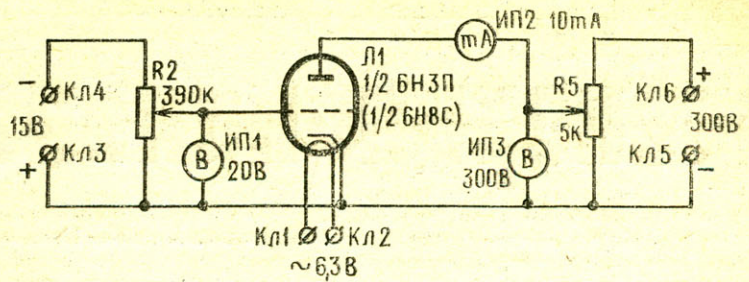 ИП2 10mA
mA
Л1
1/2 6Н3П
(1/2 6Н8С)
R2
390К
Кл4
15В
Кл3
ИП1
В
20В
R5
5К
ИП3
В
300В
Кл6
300В
Кл5
Кл1
Кл2
~6,3В